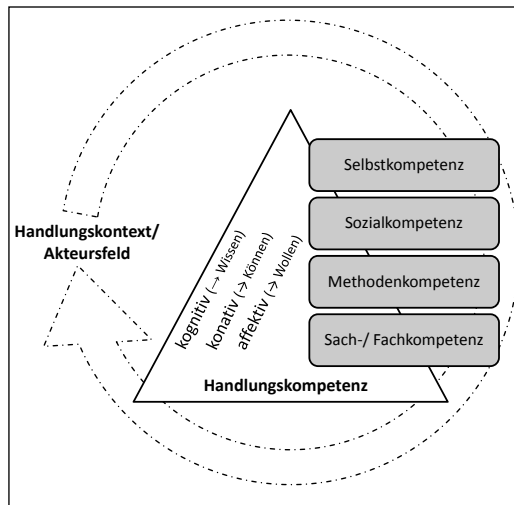 Selbstkompetenz
Sozialkompetenz
Handlungskontext/
Akteursfeld
kognitiv (→ Wissen)
konativ (→ Können)
affektiv (→ Wollen)
Methodenkompetenz
Sach-/ Fachkompetenz
Handlungskompetenz